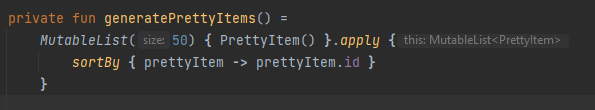 private fun generatePrettyItems() =
MutableList( size: 50) { PrettyItem() }.apply { this: MutableList<PrettyItem>
sortBy { prettyItem -> prettyItem.id }
}